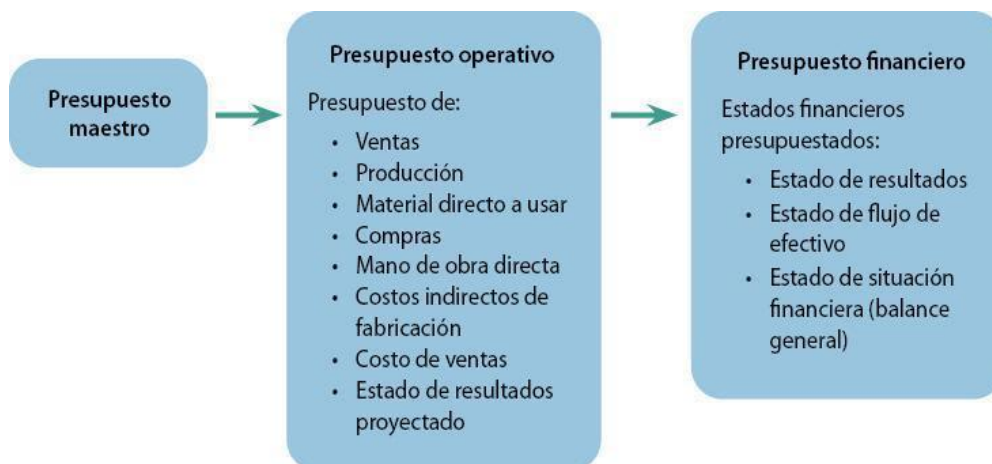 Presupuesto
maestro
Presupuesto operativo
Presupuesto de:
• Ventas
• Producción
• Material directo a usar
• Compras
• Mano de obra directa
• Costos indirectos de
fabricación
• Costo de ventas
• Estado de resultados
proyectado
Presupuesto financiero
Estados financieros
presupuestados:
• Estado de resultados
• Estado de flujo de
efectivo
• Estado de situación
financiera (balance
general)